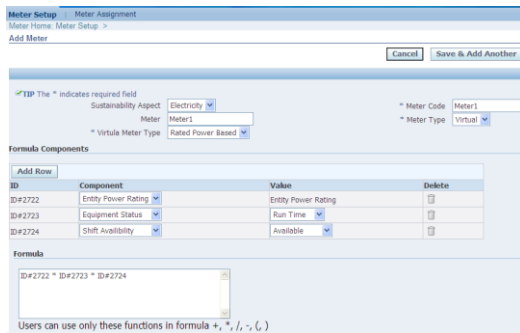 Meter Setup | Meter Assignment
Meter Home: Meter Setup >
Add Meter
Cancel Save & Add Another
TIP The * indicates required field
Sustainability Aspect Electricity * Meter Code Meter1
Meter Meter1 * Meter Type Virtual
* Virtula Meter Type Rated Power Based
Formula Components
Add Row
ID Component Value Delete
ID#2722 Entity Power Rating Entity Power Rating
ID#2723 Equipment Status Run Time
ID#2724 Shift Availibility Available
Formula
ID#2722 * ID#2723 * ID#2724
Users can use only these functions in formula +, *, /, -, (, )